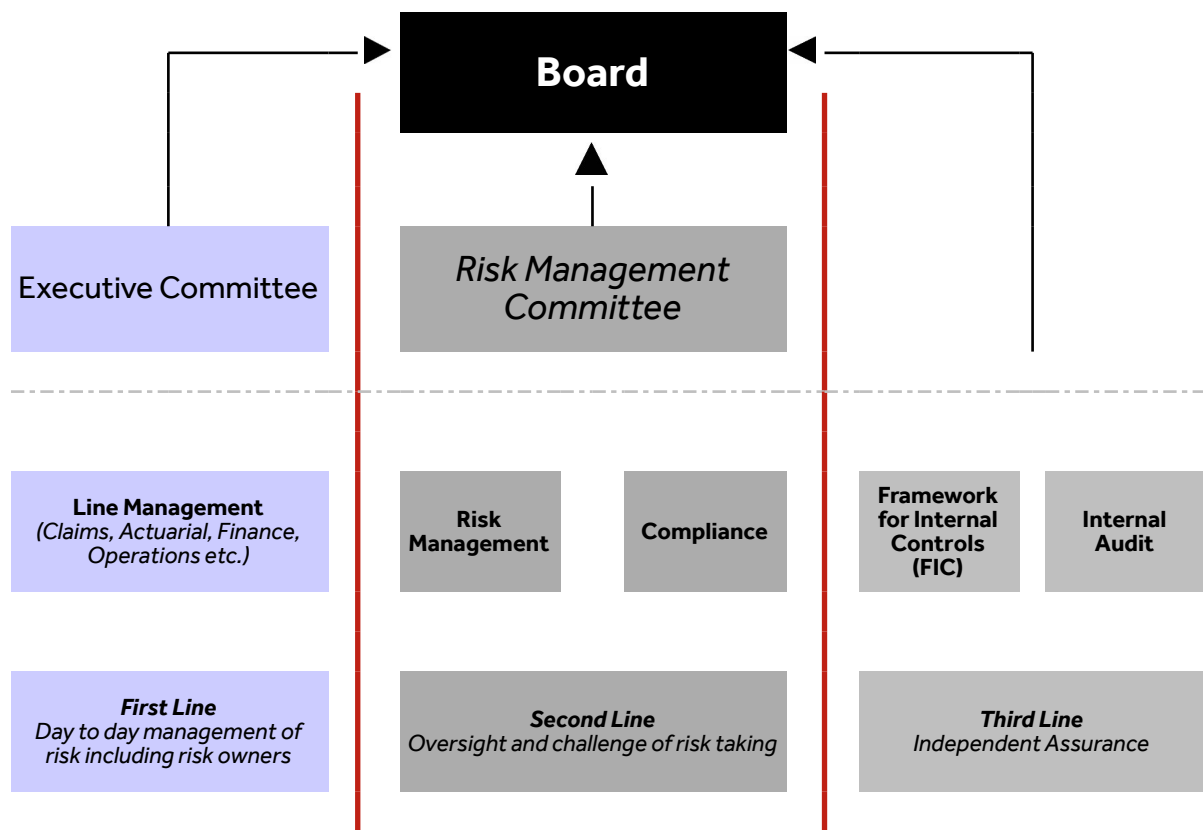 Board
Executive Committee
Risk Management
Committee
Line Management
(Claims, Actuarial, Finance,
Operations etc.)
Risk
Management
Compliance
Framework
for Internal
Controls
(FIC)
Internal
Audit
First Line
Day to day management of
risk including risk owners
Second Line
Oversight and challenge of risk taking
Third Line
Independent Assurance